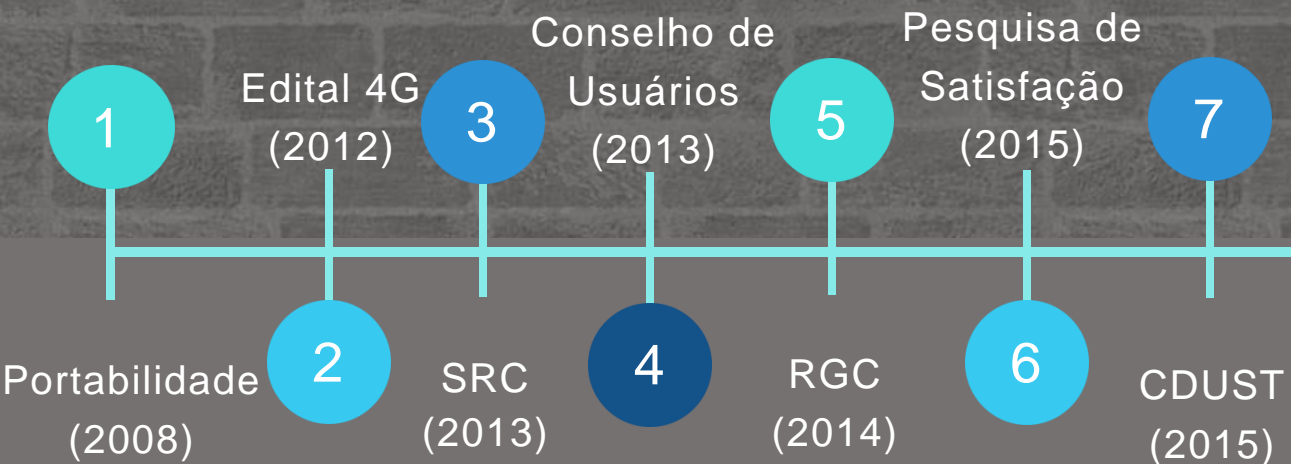 1
Portabilidade
(2008)
Edital 4G
(2012)
2
3
SRC
(2013)
Conselho de
Usuários
(2013)
4
5
RGC
(2014)
Pesquisa de
Satisfação
(2015)
6
7
CDUST
(2015)